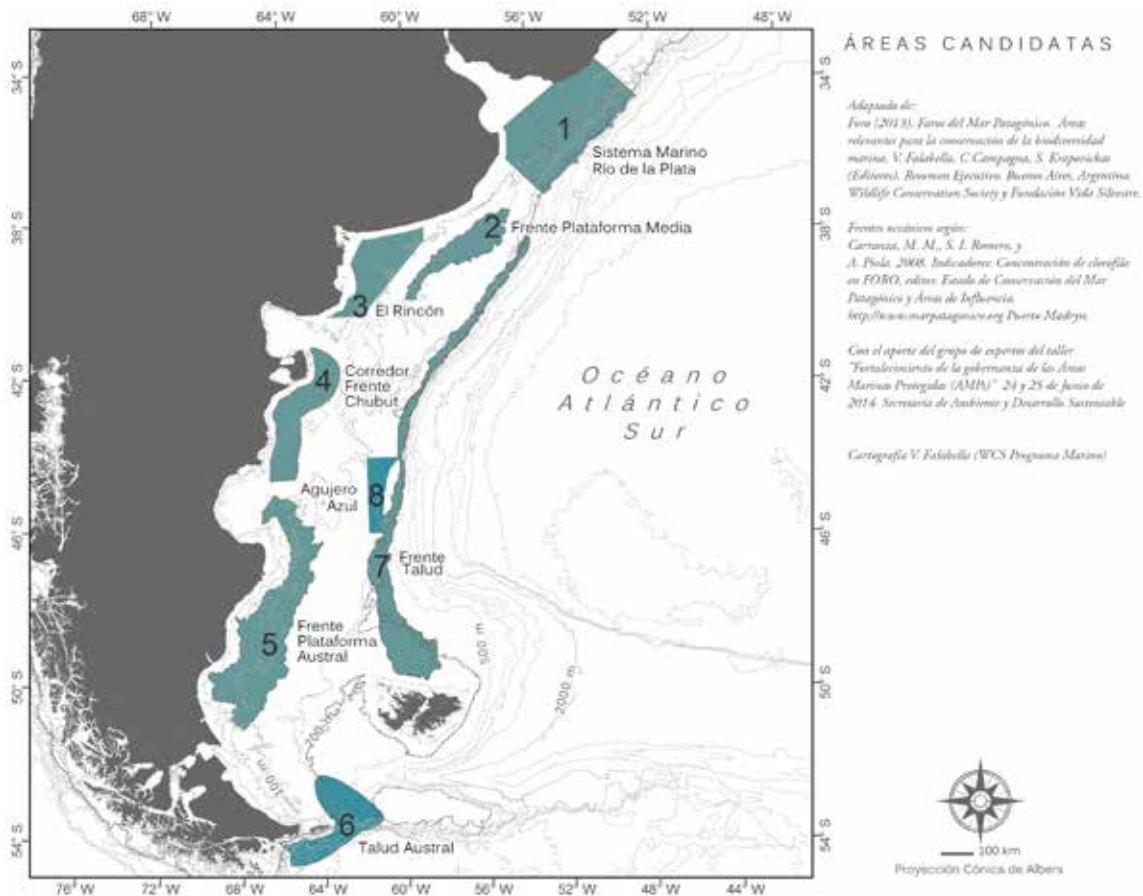 68° W 64° W 60° W 56° W 52° W 48° W
ÁREAS CANDIDATAS
34° S
34° S
Adaptado de:
Foro (2013). Faros del Mar Patagónico. Áreas
relevantes para la conservación de la biodiversidad
marina. V. Falabella, C Campagna, S. Krapovickas
(Editores). Resumen Ejecutivo. Buenos Aires, Argentina.
Wildlife Conservation Society y Fundación Vida Silvestre.
1
Sistema Marino
Río de la Plata
38° S
38° S
2
Frente Plataforma Media
Frentes oceánicos según:
Carranza, M. M., S. I. Romero, y
A. Piola. 2008. Indicadores: Concentración de clorofila
en FORO, editor. Estado de Conservación del Mar
Patagónico y Áreas de Influencia.
http://www.marpatagonico.org Puerto Madryn.
3
El Rincón
42° S
42° S
4
Corredor
Frente
Chubut
Océano
Atlántico
Sur
Con el aporte del grupo de expertos del taller
"Fortalecimiento de la gobernanza de las Áreas
Marinas Protegidas (AMPs)" 24 y 25 de Junio de
2014. Secretaría de Ambiente y Desarrollo Sustentable
Cartografía V. Falabella (WCS Programa Marino)
Agujero
Azul
8
46° S
46° S
7
Frente
Talud
5
Frente
Plataforma
Austral
500 m
2000 m
50° S
50° S
100 m
6
Talud Austral
54° S
54° S
100 km
Proyección Cónica de Albers
76° W 72° W 68° W 64° W 60° W 56° W 52° W 48° W 44° W